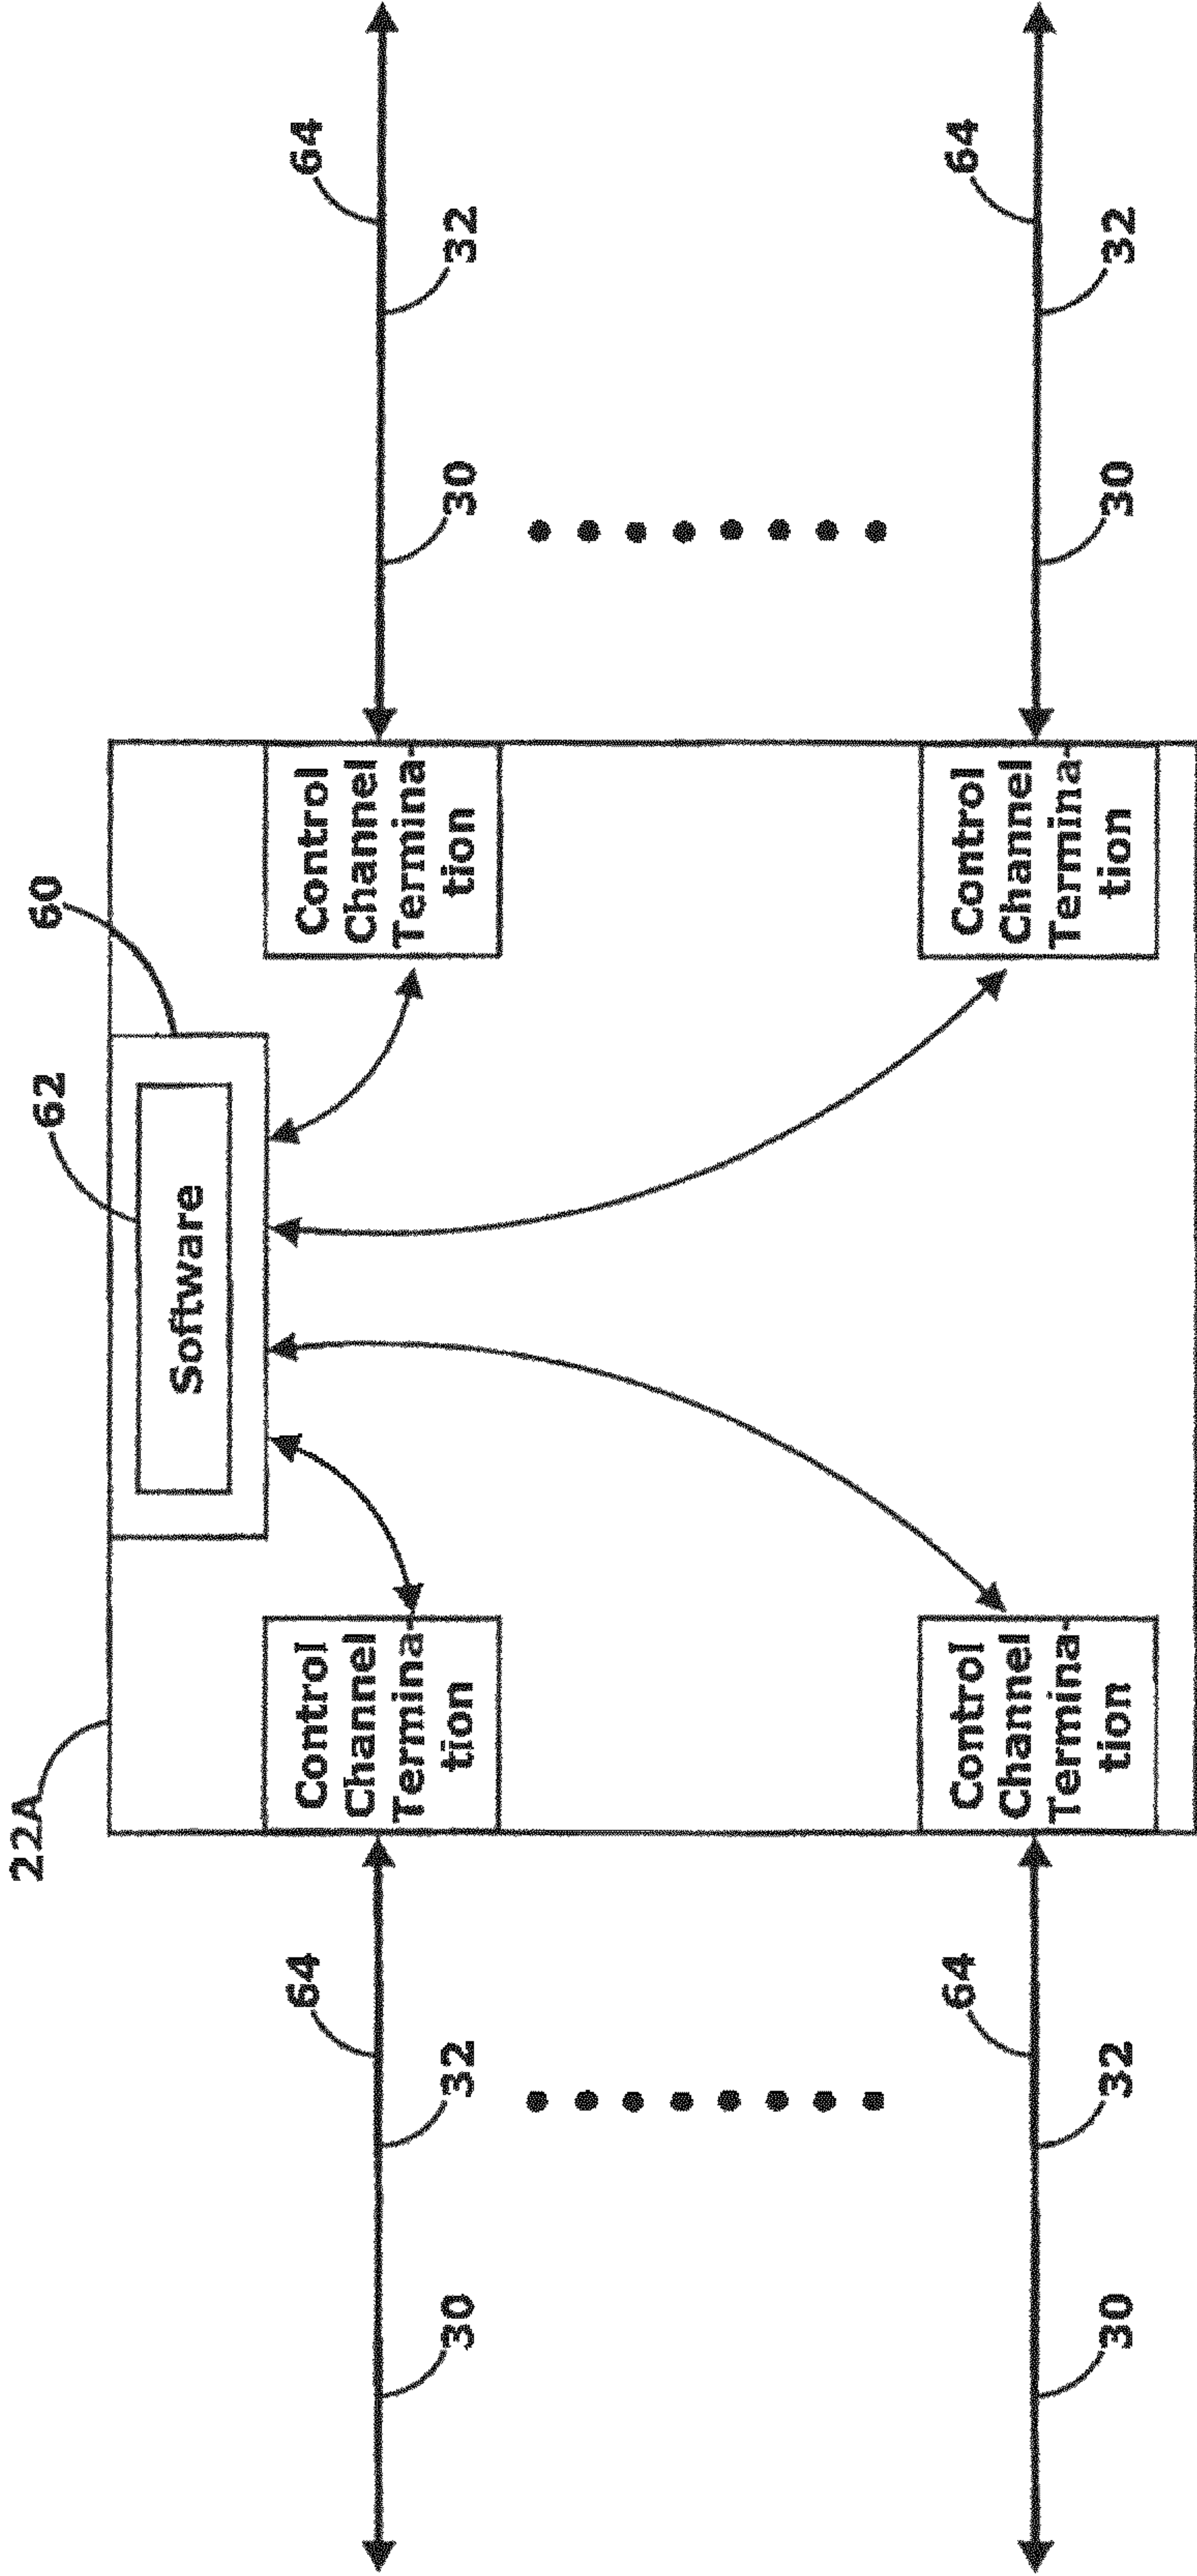 22A
62
60
Software
64
Control
Channel
Termina-
tion
Control
Channel
Termina-
tion
64
30
32
30
32
64
Control
Channel
Termina-
tion
Control
Channel
Termina-
tion
64
30
32
30
32